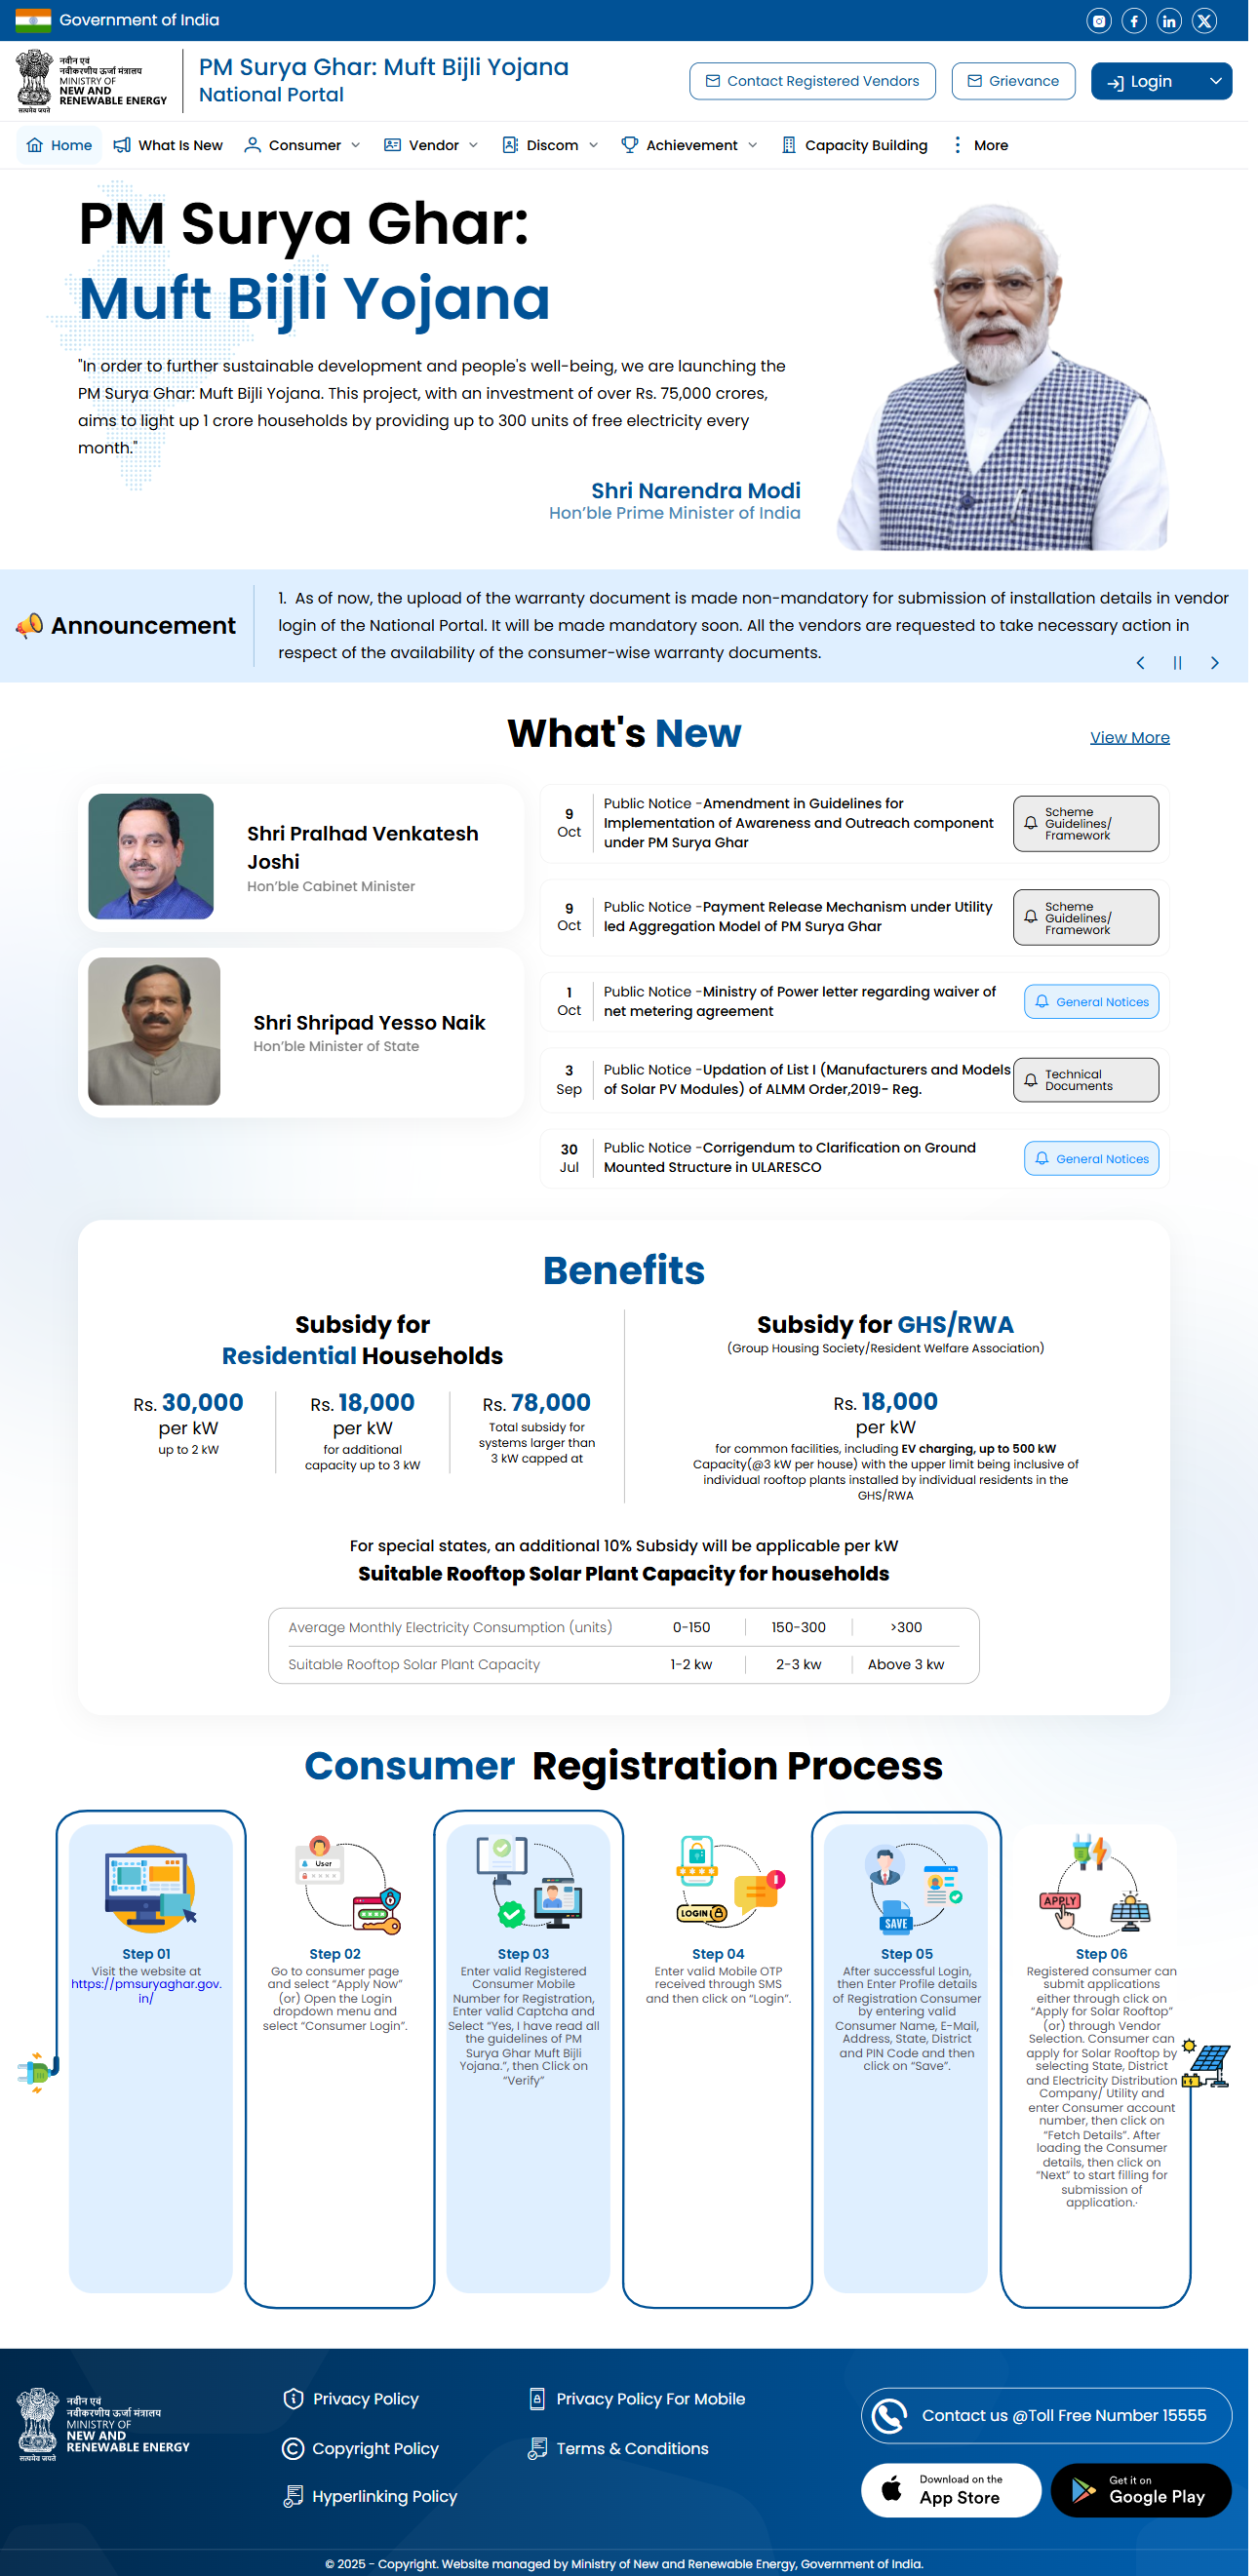 Government of India
नवीन एवं
नवीकरणीय ऊर्जा मंत्रालय
MINISTRY OF
NEW AND
RENEWABLE ENERGY
सत्यमेव जयते
PM Surya Ghar: Muft Bijli Yojana
National Portal
Contact Registered Vendors
Grievance
Login
Home
What Is New
Consumer
Vendor
Discom
Achievement
Capacity Building
More
PM Surya Ghar:
Muft Bijli Yojana
"In order to further sustainable development and people's well-being, we are launching the
PM Surya Ghar: Muft Bijli Yojana. This project, with an investment of over Rs. 75,000 crores,
aims to light up 1 crore households by providing up to 300 units of free electricity every
month."
Shri Narendra Modi
Hon'ble Prime Minister of India
Announcement
1. As of now, the upload of the warranty document is made non-mandatory for submission of installation details in vendor
login of the National Portal. It will be made mandatory soon. All the vendors are requested to take necessary action in
respect of the availability of the consumer-wise warranty documents.
What's New
View More
Shri Pralhad Venkatesh
Joshi
Hon'ble Cabinet Minister
Shri Shripad Yesso Naik
Hon'ble Minister of State
9
Oct
Public Notice -Amendment in Guidelines for
Implementation of Awareness and Outreach component
under PM Surya Ghar
Scheme
Guidelines/
Framework
9
Oct
Public Notice -Payment Release Mechanism under Utility
led Aggregation Model of PM Surya Ghar
Scheme
Guidelines/
Framework
1
Oct
Public Notice -Ministry of Power letter regarding waiver of
net metering agreement
General Notices
3
Sep
Public Notice -Updation of List I (Manufacturers and Models
of Solar PV Modules) of ALMM Order,2019- Reg.
Technical
Documents
30
Jul
Public Notice -Corrigendum to Clarification on Ground
Mounted Structure in ULARESCO
General Notices
Benefits
Subsidy for
Residential Households
Rs. 30,000
per kW
up to 2 kW
Rs. 18,000
per kW
for additional
capacity up to 3 kW
Rs. 78,000
Total subsidy for
systems larger than
3 kW capped at
Subsidy for GHS/RWA
(Group Housing Society/Resident Welfare Association)
Rs. 18,000
per kW
for common facilities, including EV charging, up to 500 kW
Capacity(@3 kW per house) with the upper limit being inclusive of
individual rooftop plants installed by individual residents in the
GHS/RWA
For special states, an additional 10% Subsidy will be applicable per kW
Suitable Rooftop Solar Plant Capacity for households
Average Monthly Electricity Consumption (units) 0-150 150-300 >300
Suitable Rooftop Solar Plant Capacity 1-2 kw 2-3 kw Above 3 kw
Consumer Registration Process
Step 01
Visit the website at
https://pmsuryaghar.gov.
in/
User
Step 02
Go to consumer page
and select “Apply Now”
(or) Open the Login
dropdown menu and
select “Consumer Login”.
Step 03
Enter valid Registered
Consumer Mobile
Number for Registration,
Enter valid Captcha and
Select “Yes, I have read all
the guidelines of PM
Surya Ghar Muft Bijli
Yojana.”, then Click on
“Verify”
LOGIN
Step 04
Enter valid Mobile OTP
received through SMS
and then click on “Login”.
SAVE
Step 05
After successful Login,
then Enter Profile details
of Registration Consumer
by entering valid
Consumer Name, E-Mail,
Address, State, District
and PIN Code and then
click on “Save”.
APPLY
Step 06
Registered consumer can
submit applications
either through click on
“Apply for Solar Rooftop”
(or) through Vendor
Selection. Consumer can
apply for Solar Rooftop by
selecting State, District
and Electricity Distribution
Company/ Utility and
enter Consumer account
number, then click on
“Fetch Details”. After
loading the Consumer
details, then click on
“Next” to start filling for
submission of
application.·
नवीन एवं
नवीकरणीय ऊर्जा मंत्रालय
MINISTRY OF
NEW AND
RENEWABLE ENERGY
सत्यमेव जयते
Privacy Policy
Privacy Policy For Mobile
Copyright Policy
Terms & Conditions
Hyperlinking Policy
Contact us @Toll Free Number 15555
Download on the
App Store
Get it on
Google Play
© 2025 - Copyright. Website managed by Ministry of New and Renewable Energy, Government of India.